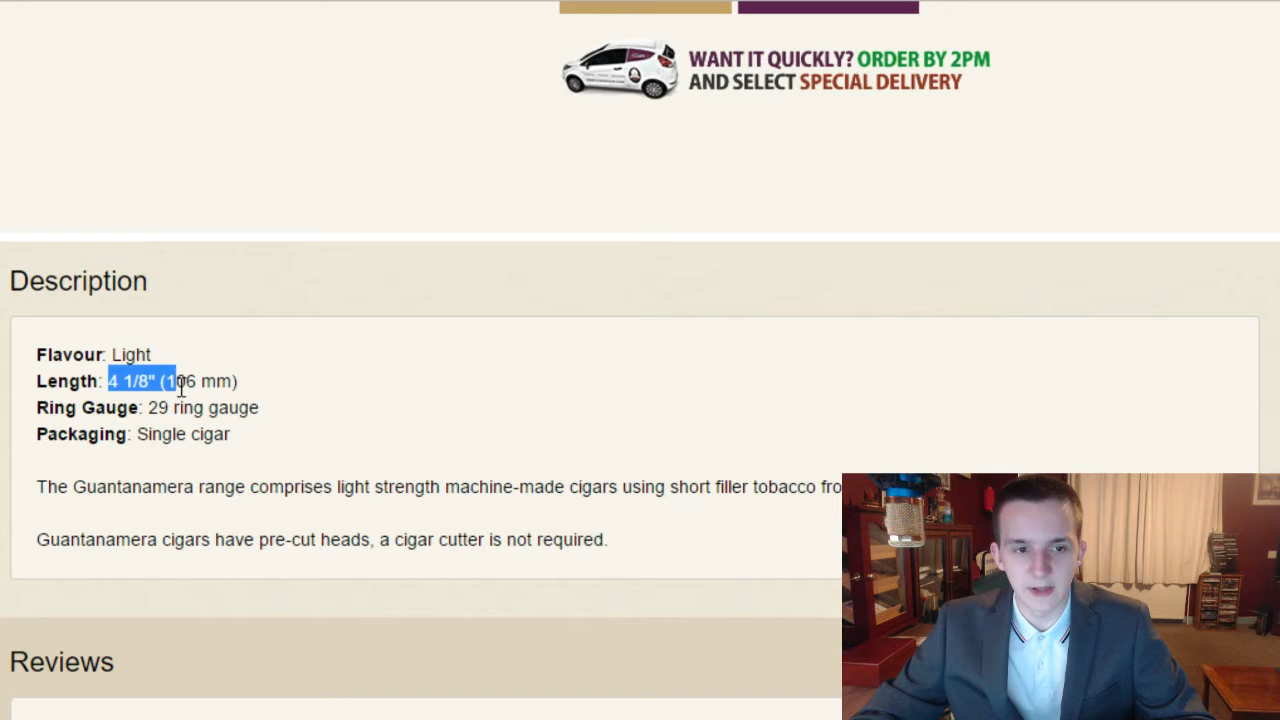 WANT IT QUICKLY? ORDER BY 2PM
AND SELECT SPECIAL DELIVERY
Description
Flavour: Light
Length: 4 1/8" (106 mm)
Ring Gauge: 29 ring gauge
Packaging: Single cigar
The Guantanamera range comprises light strength machine-made cigars using short filler tobacco fro
Guantanamera cigars have pre-cut heads, a cigar cutter is not required.
Reviews